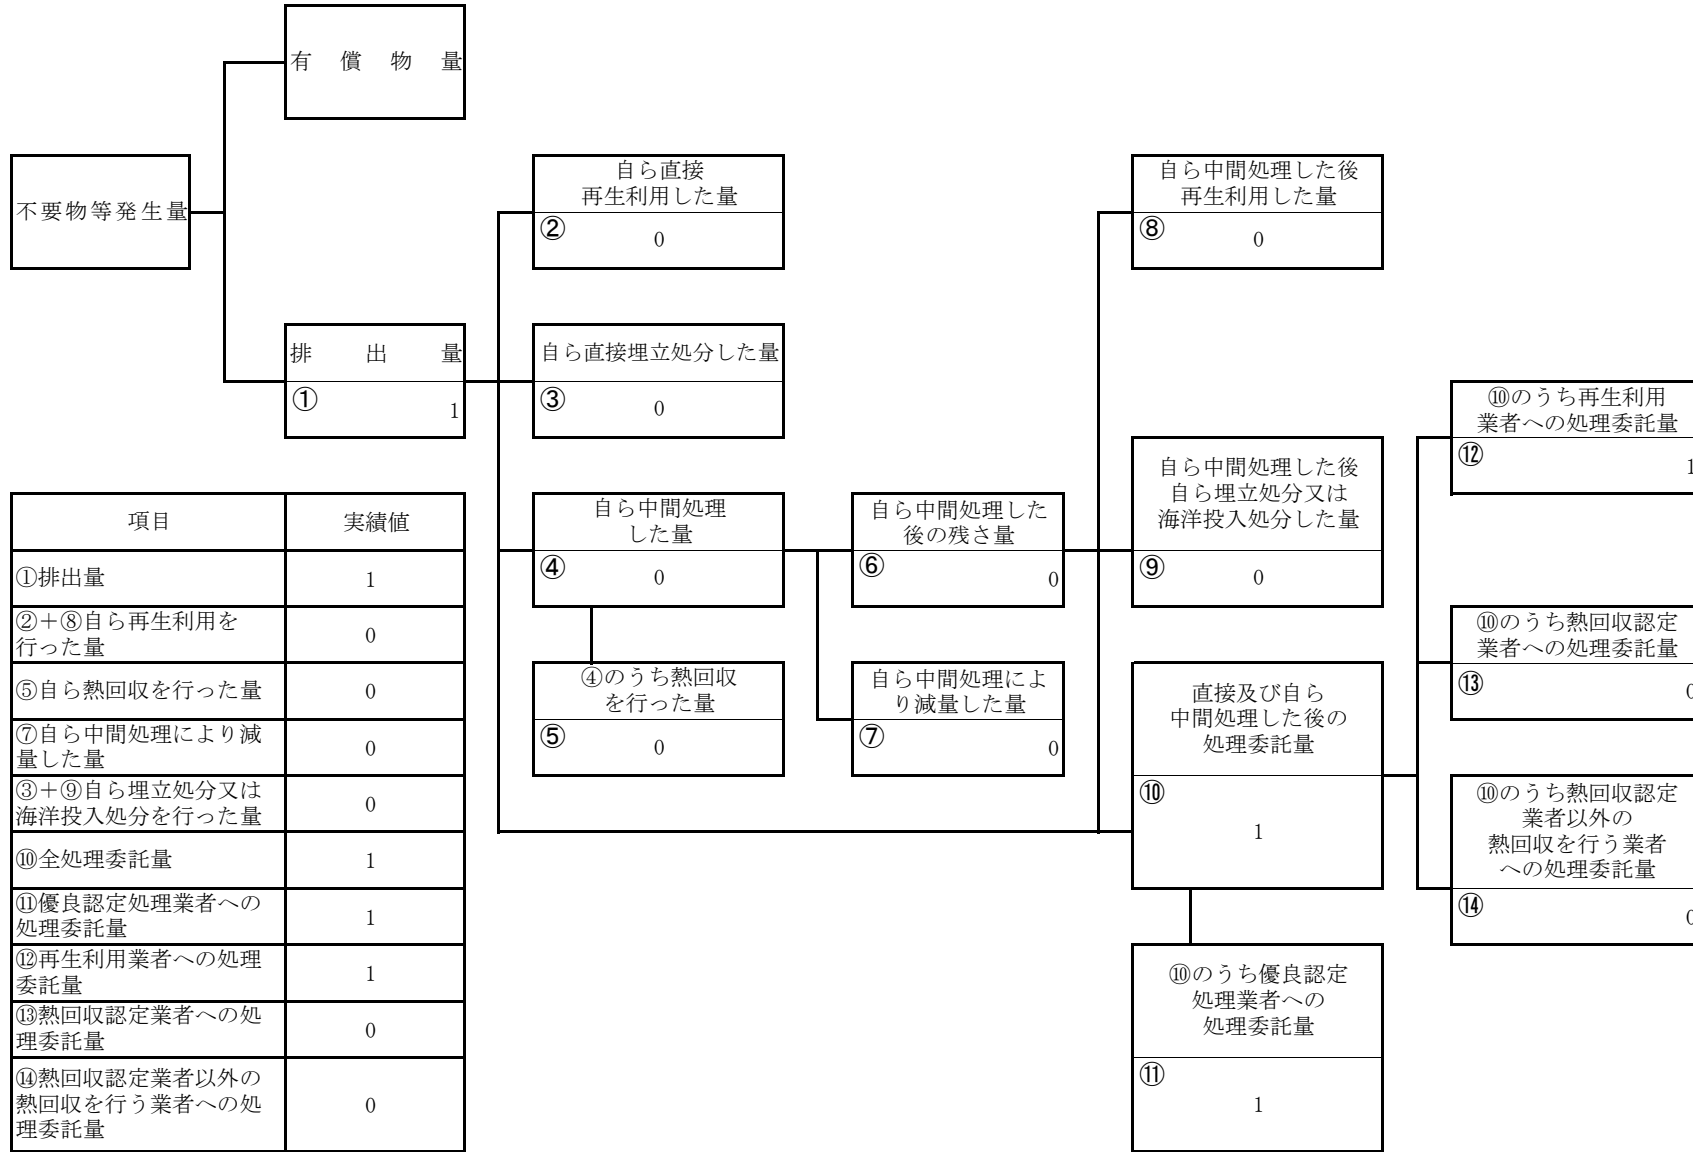 有償物量
不要物等発生量
自ら直接
再生利用した量
②
0
自ら中間処理した後
再生利用した量
⑧
0
排出量
①
1
自ら直接埋立処分した量
③
0
⑩のうち再生利用
業者への処理委託量
⑫
1
自ら中間処理した後
自ら埋立処分又は
海洋投入処分した量
⑨
0
自ら中間処理
した量
④
0
自ら中間処理した
後の残さ量
⑥
0
⑩のうち熱回収認定
業者への処理委託量
⑬
0
④のうち熱回収
を行った量
⑤
0
自ら中間処理によ
り減量した量
⑦
0
直接及び自ら
中間処理した後の
処理委託量
⑩
1
⑩のうち熱回収認定
業者以外の
熱回収を行う業者
への処理委託量
⑭
0
⑩のうち優良認定
処理業者への
処理委託量
⑪
1
項目 実績値
①排出量 1
②+⑧自ら再生利用を
行った量 0
⑤自ら熱回収を行った量 0
⑦自ら中間処理により減
量した量 0
③+⑨自ら埋立処分又は
海洋投入処分を行った量 0
⑩全処理委託量 1
⑪優良認定処理業者への
処理委託量 1
⑫再生利用業者への処理
委託量 1
⑬熱回収認定業者への処
理委託量 0
⑭熱回収認定業者以外の
熱回収を行う業者への処
理委託量 0